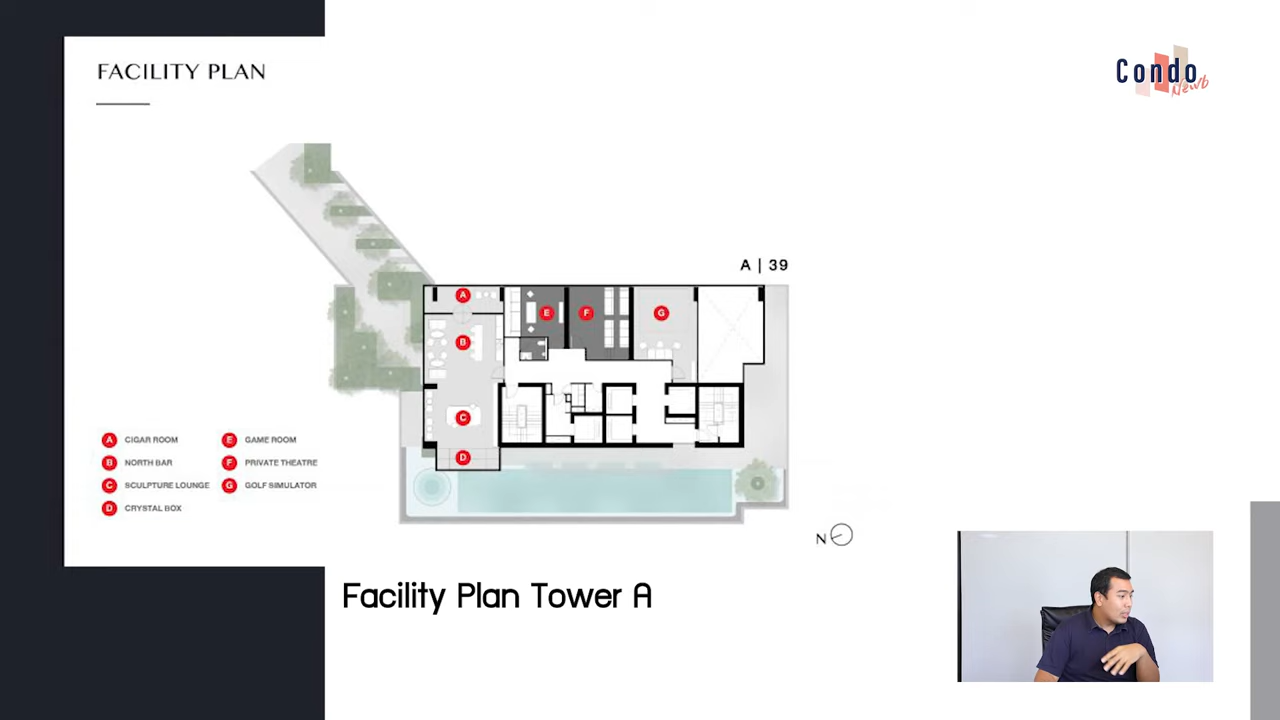 FACILITY PLAN
Condo
Newb
A | 39
A
E
F
G
B
C
D
A CIGAR ROOM
B NORTH BAR
C SCULPTURE LOUNGE
D CRYSTAL BOX
E GAME ROOM
F PRIVATE THEATRE
G GOLF SIMULATOR
N
Facility Plan Tower A